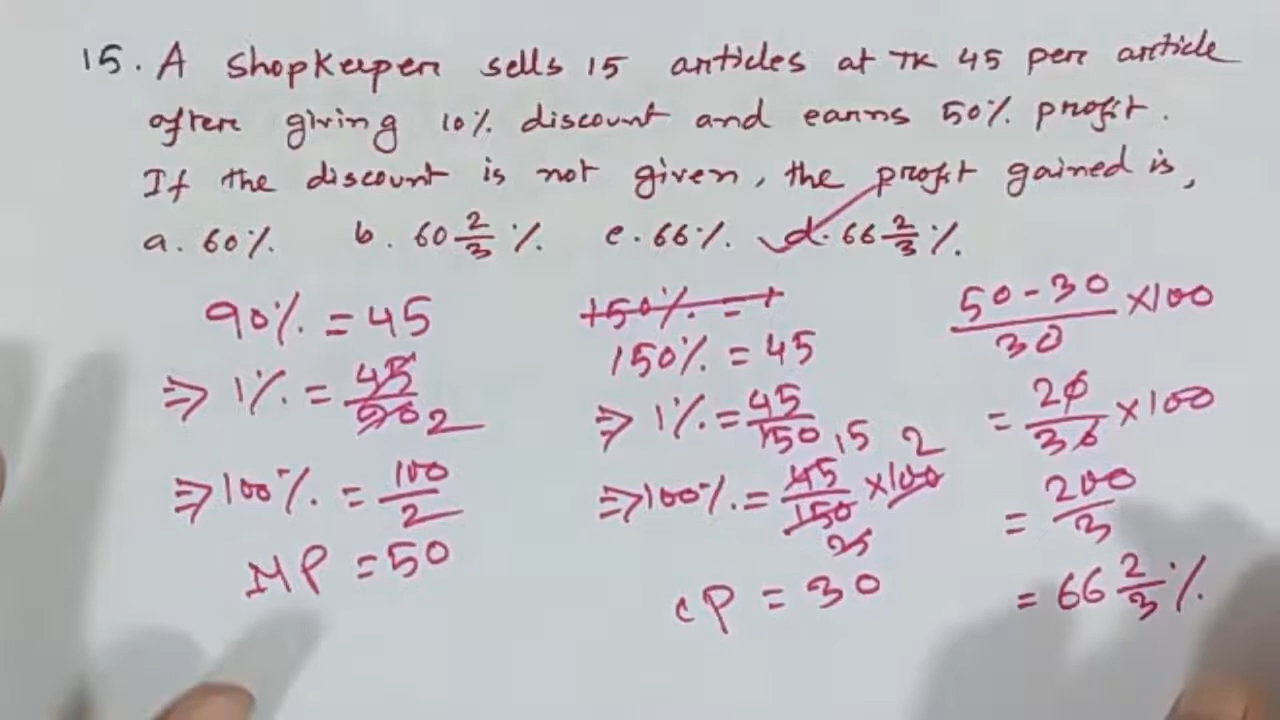 15. A shopkeeper sells 15 articles at TK 45 per article
after giving 10% discount and earns 50% profit.
If the discount is not given, the profit gained is,
a. 60%. b. 60 2/3 %. c. 66%. d. 66 2/3 %.
90% = 45
⇒ 1% = 45/90 2
⇒ 100% = 100/2
MP = 50
150% = 1
150% = 45
⇒ 1% = 45/150
⇒ 100% = 45/150 × 100 15 2 25
CP = 30
50-30/30 × 100
= 20/30 × 100
= 200/3
= 66 2/3 %